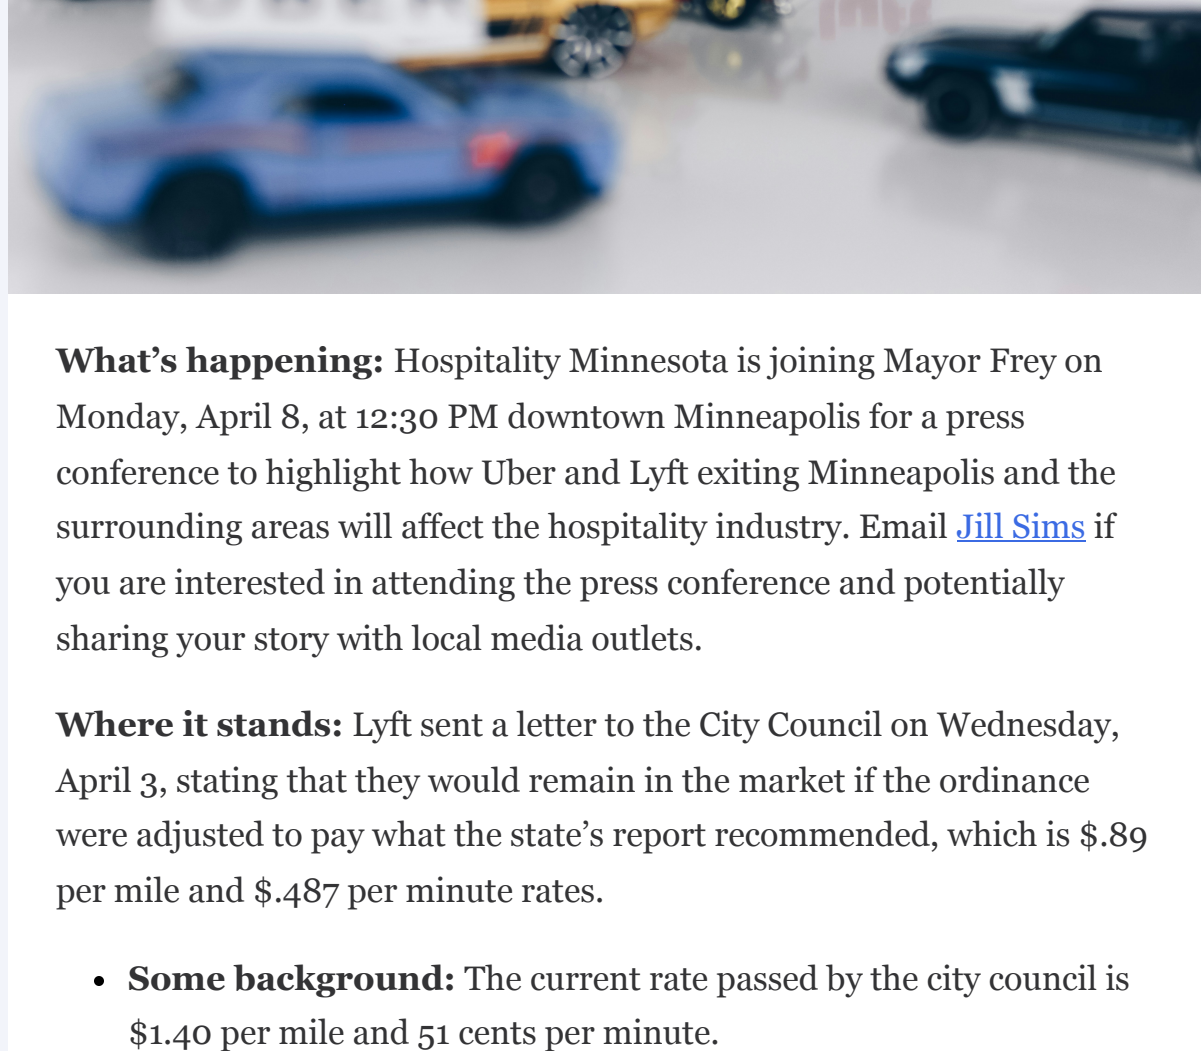 UBER
What’s happening: Hospitality Minnesota is joining Mayor Frey on
Monday, April 8, at 12:30 PM downtown Minneapolis for a press
conference to highlight how Uber and Lyft exiting Minneapolis and the
surrounding areas will affect the hospitality industry. Email Jill Sims if
you are interested in attending the press conference and potentially
sharing your story with local media outlets.
Where it stands: Lyft sent a letter to the City Council on Wednesday,
April 3, stating that they would remain in the market if the ordinance
were adjusted to pay what the state’s report recommended, which is $.89
per mile and $.487 per minute rates.
• Some background: The current rate passed by the city council is
$1.40 per mile and 51 cents per minute.